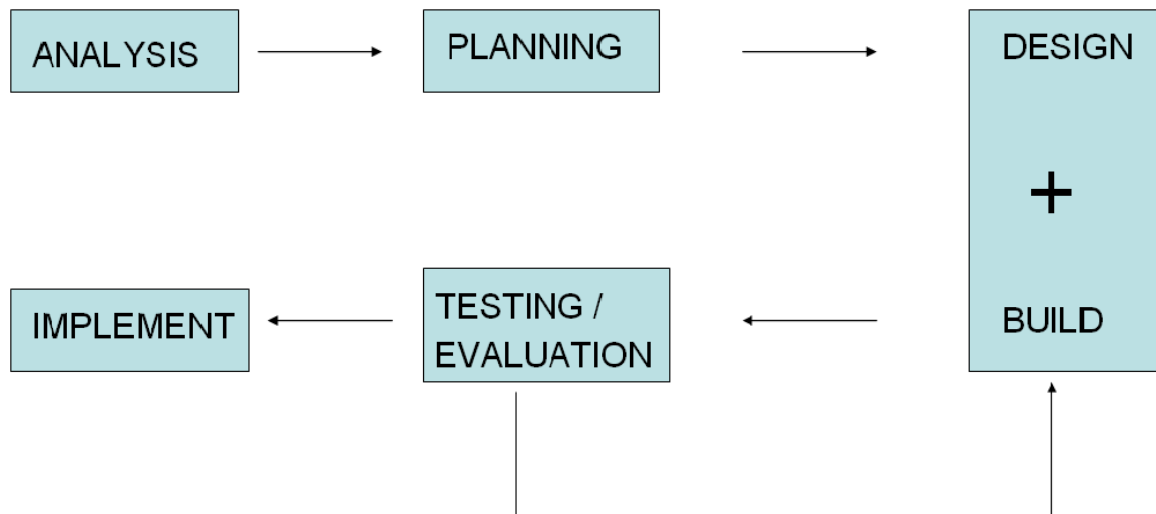 ANALYSIS
PLANNING
DESIGN
+
BUILD
TESTING /
EVALUATION
IMPLEMENT